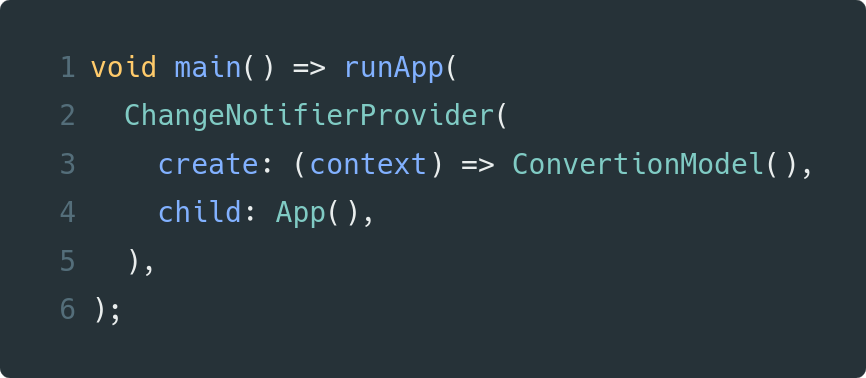 1 void main() => runApp(
2   ChangeNotifierProvider(
3     create: (context) => ConvertionModel(),
4     child: App(),
5   ),
6 );